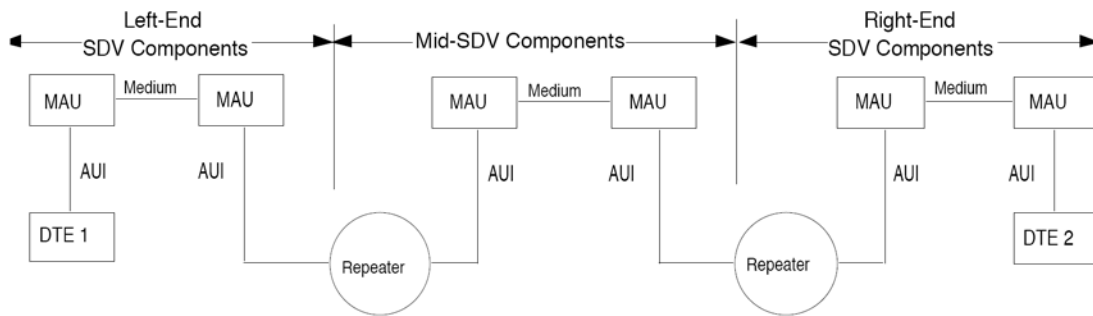 Left-End
SDV Components
Mid-SDV Components
Right-End
SDV Components
MAU
Medium
MAU
MAU
Medium
MAU
MAU
Medium
MAU
AUI
AUI
AUI
AUI
AUI
AUI
DTE 1
Repeater
Repeater
DTE 2